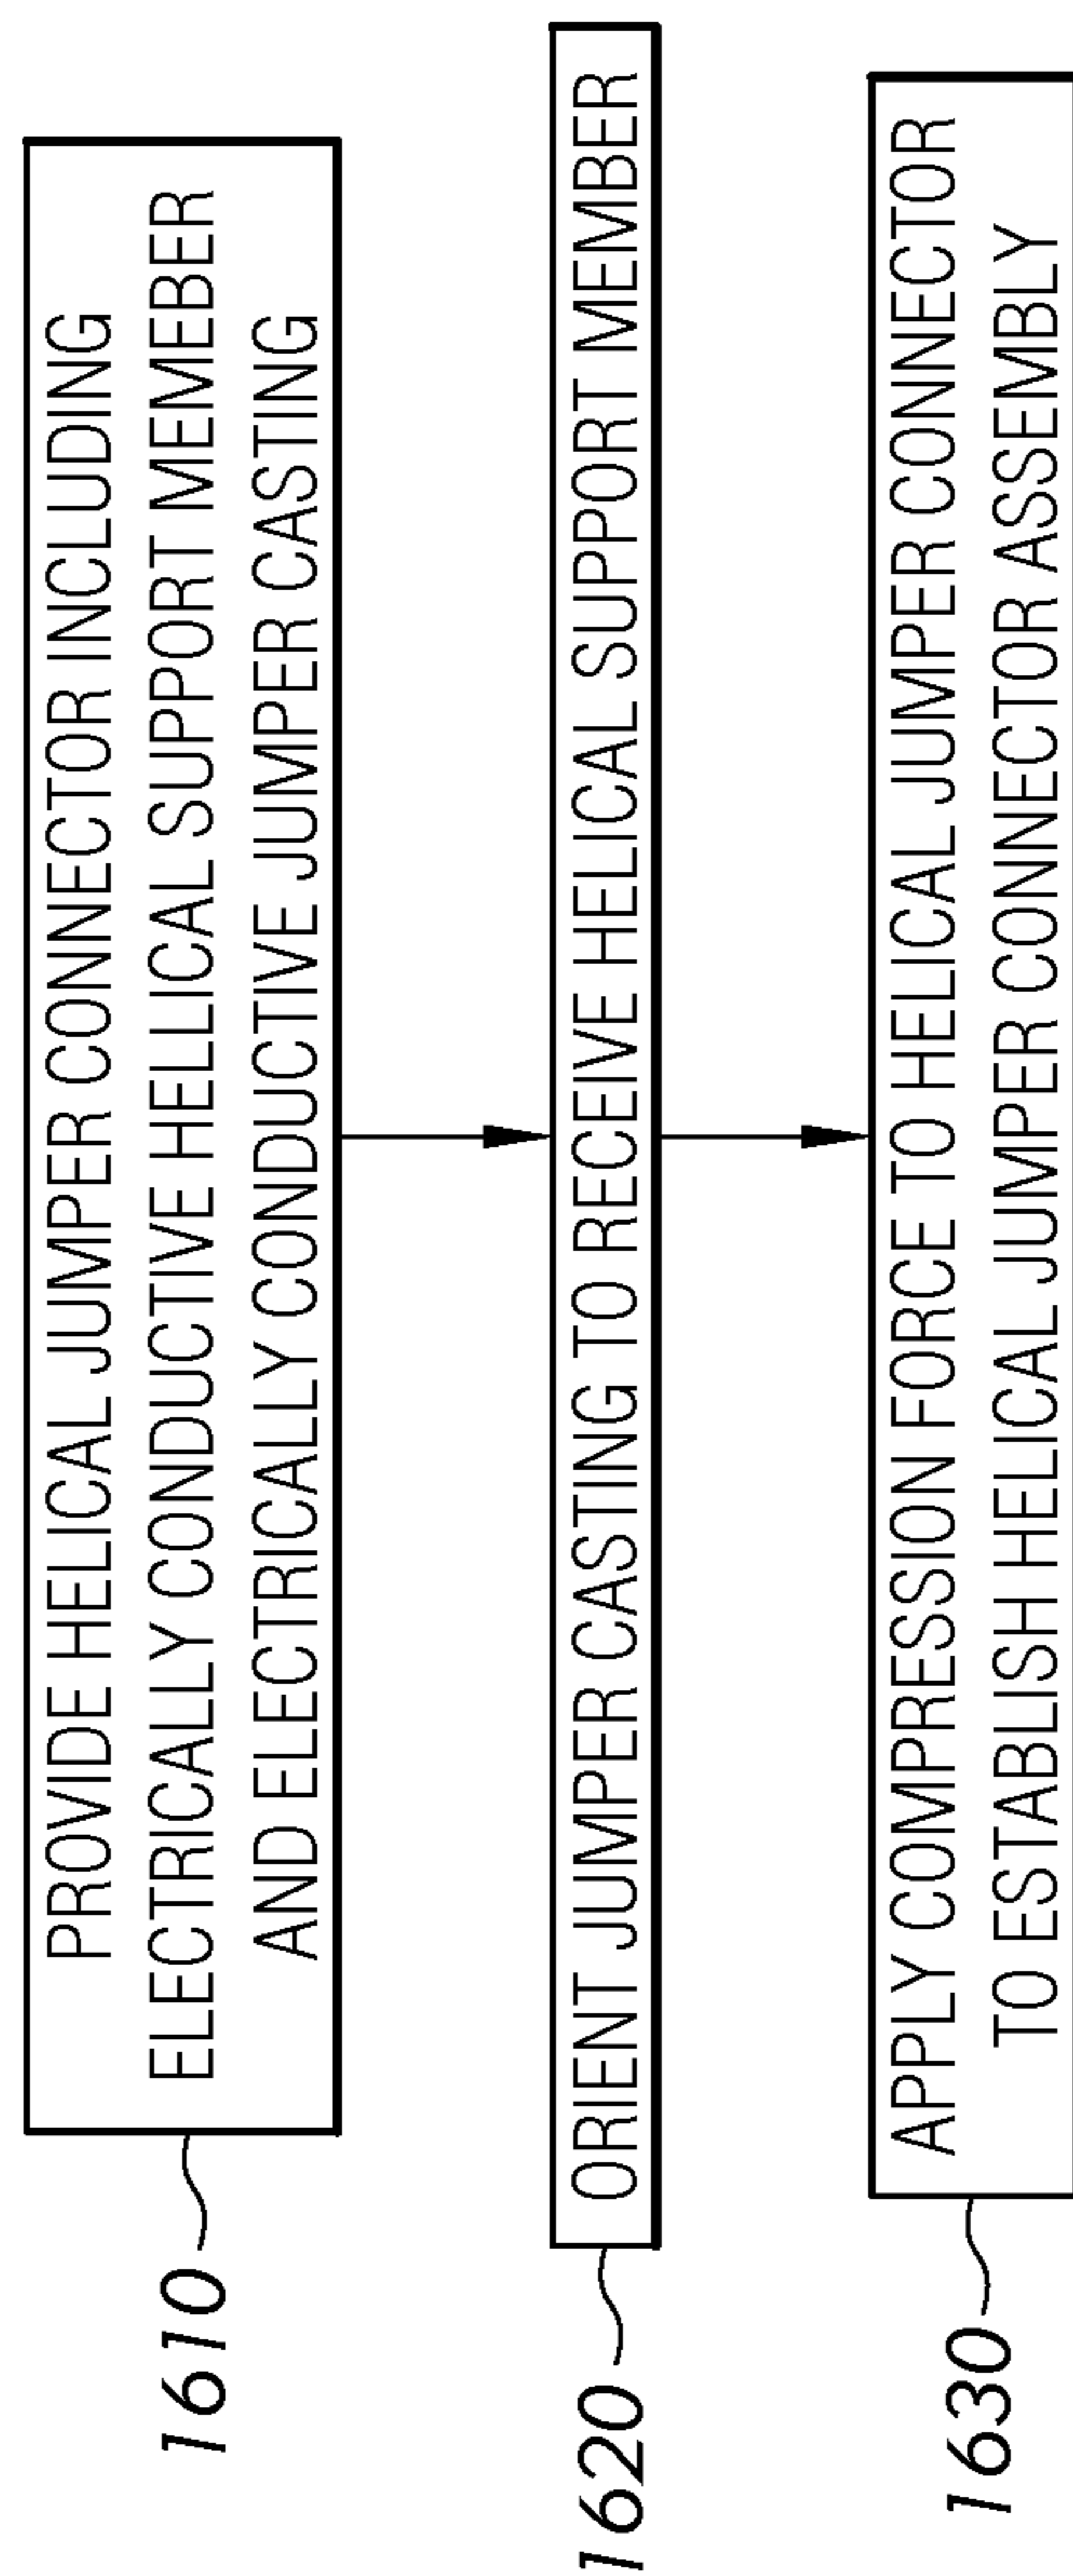 PROVIDE HELICAL JUMPER CONNECTOR INCLUDING
ELECTRICALLY CONDUCTIVE HELLICAL SUPPORT MEMEBER
AND ELECTRICALLY CONDUCTIVE JUMPER CASTING
1610
ORIENT JUMPER CASTING TO RECEIVE HELICAL SUPPORT MEMBER
1620
APPLY COMPRESSION FORCE TO HELICAL JUMPER CONNECTOR
TO ESTABLISH HELICAL JUMPER CONNECTOR ASSEMBLY
1630